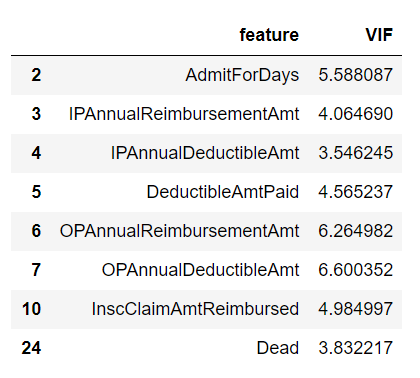 feature VIF
2 AdmitForDays 5.588087
3 IPAnnualReimbursementAmt 4.064690
4 IPAnnualDeductibleAmt 3.546245
5 DeductibleAmtPaid 4.565237
6 OPAnnualReimbursementAmt 6.264982
7 OPAnnualDeductibleAmt 6.600352
10 InscClaimAmtReimbursed 4.984997
24 Dead 3.832217